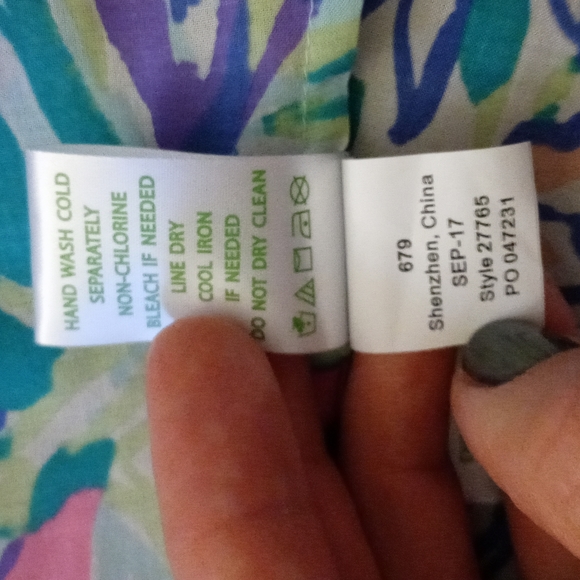 HAND WASH COLD
SEPARATELY
NON-CHLORINE
BLEACH IF NEEDED
LINE DRY
COOL IRON
IF NEEDED
DO NOT DRY CLEAN
679
Shenzhen, China
SEP-17
Style 27765
PO 047231